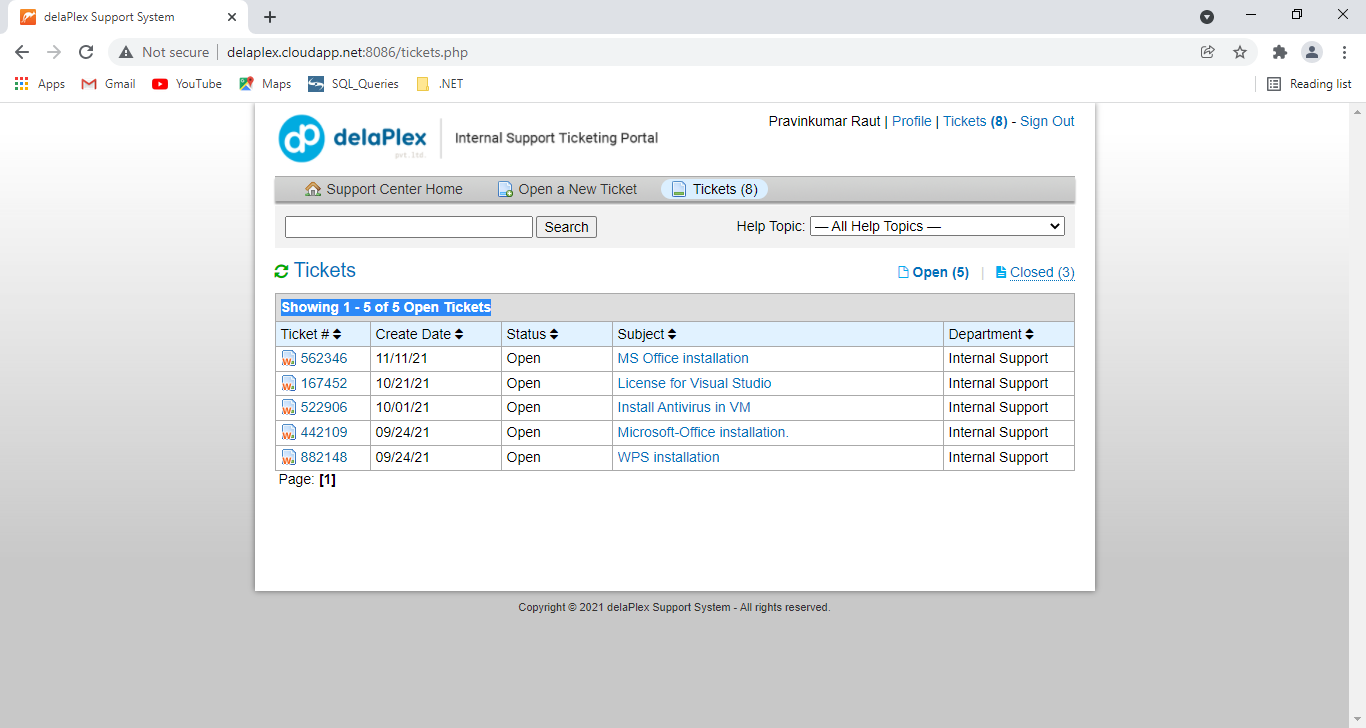 delaPlex Support System
Not secure | delaplex.cloudapp.net:8086/tickets.php
Apps Gmail YouTube Maps SQL_Queries .NET Reading list
dp delaPlex pvt.ltd. Internal Support Ticketing Portal
Pravinkumar Raut | Profile | Tickets (8) - Sign Out
Support Center Home Open a New Ticket Tickets (8)
Search Help Topic: — All Help Topics —
Tickets Open (5) | Closed (3)
Showing 1 - 5 of 5 Open Tickets
Ticket # Create Date Status Subject Department
562346 11/11/21 Open MS Office installation Internal Support
167452 10/21/21 Open License for Visual Studio Internal Support
522906 10/01/21 Open Install Antivirus in VM Internal Support
442109 09/24/21 Open Microsoft-Office installation. Internal Support
882148 09/24/21 Open WPS installation Internal Support
Page: [1]
Copyright © 2021 delaPlex Support System - All rights reserved.